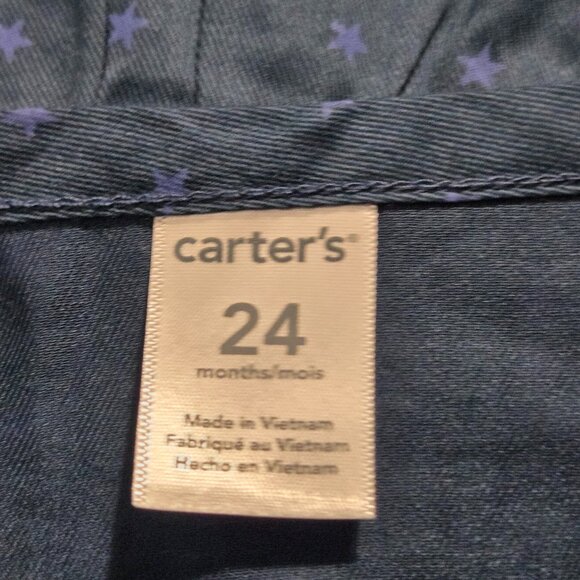 carter's®
24
months/mois
Made in Vietnam
Fabriqué au Vietnam
Hecho en Vietnam